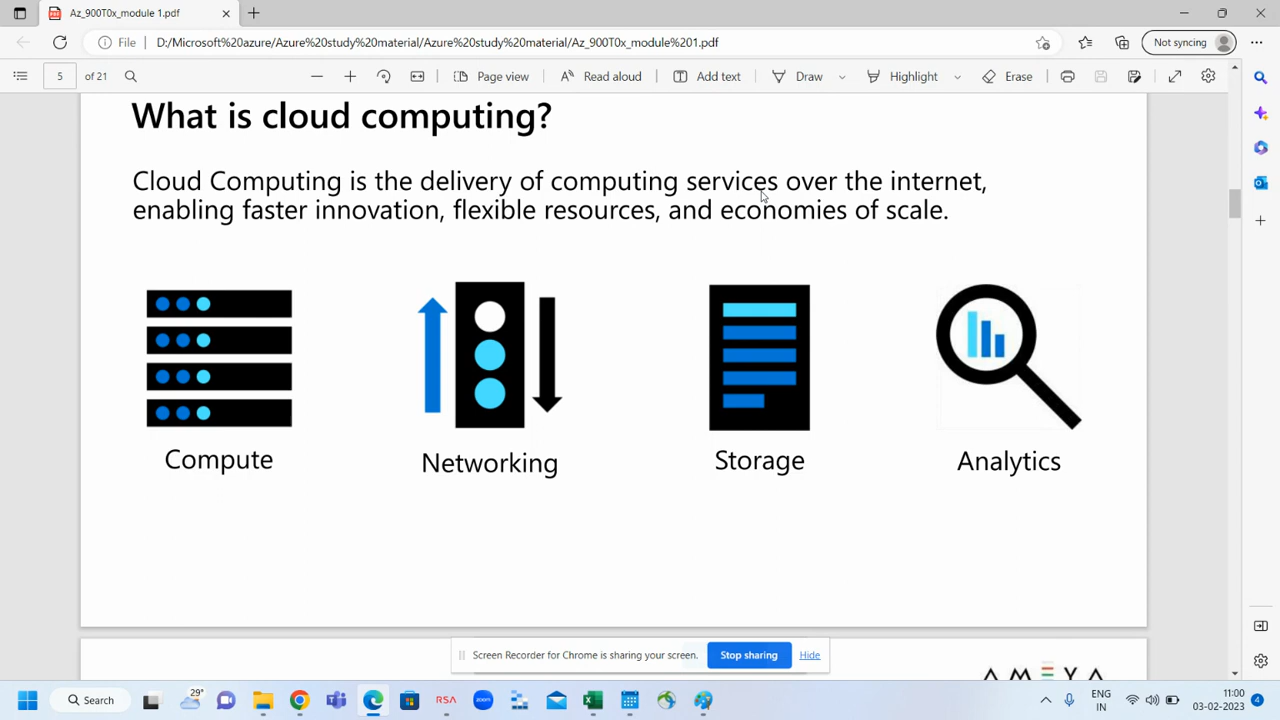 Az_900T0x_module 1.pdf
File
D:/Microsoft%20azure/Azure%20study%20material/Azure%20study%20material/Az_900T0x_module%201.pdf
Not syncing
5 of 21
Page view
Read aloud
Add text
Draw
Highlight
Erase
What is cloud computing?
Cloud Computing is the delivery of computing services over the internet,
enabling faster innovation, flexible resources, and economies of scale.
Compute
Networking
Storage
Analytics
Screen Recorder for Chrome is sharing your screen.
Stop sharing
Hide
AMEYA
Search
29°
RSA
zoom
ENG
IN
11:00
03-02-2023
4